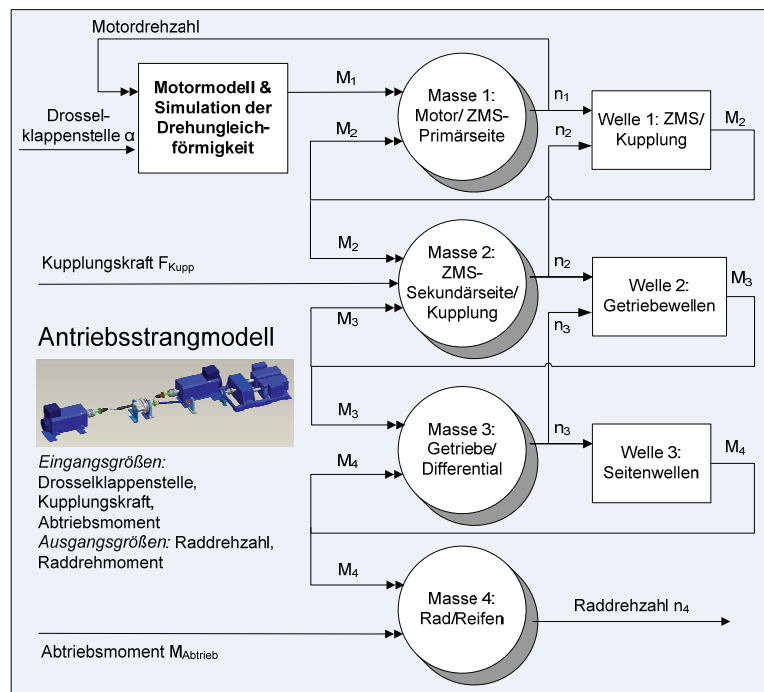 Motordrehzahl
Motormodell &
Simulation der
Drehungleich-
förmigkeit
Drossel-
klappenstelle α
M1
M2
Masse 1:
Motor/ ZMS-
Primärseite
n1
n2
Welle 1: ZMS/
Kupplung
M2
Kupplungskraft FKupp
M2
M3
Masse 2:
ZMS-
Sekundärseite/
Kupplung
n2
n3
Welle 2:
Getriebewellen
M3
Antriebsstrangmodell
Eingangsgrößen:
Drosselklappenstelle,
Kupplungskraft,
Abtriebsmoment
Ausgangsgrößen: Raddrehzahl,
Raddrehmoment
M3
M4
Masse 3:
Getriebe/
Differential
n3
Welle 3:
Seitenwellen
M4
M4
Masse 4:
Rad/Reifen
Raddrehzahl n4
Abtriebsmoment MAbtrieb